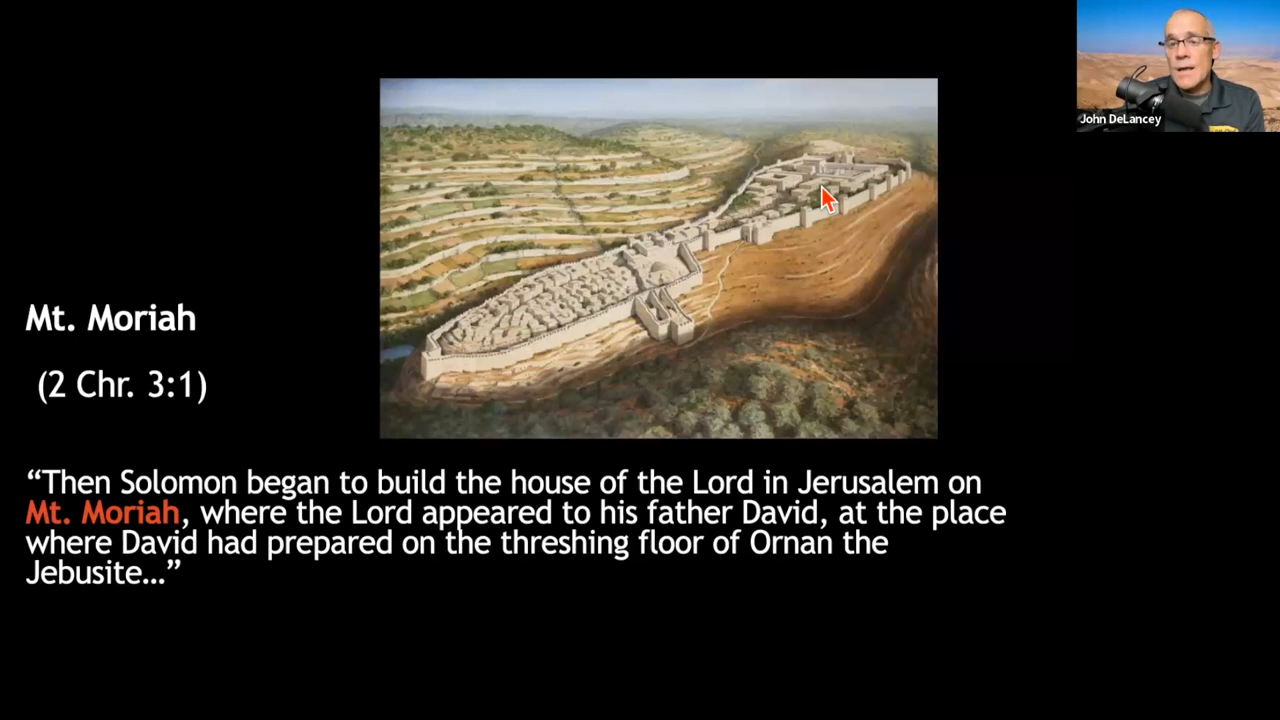 John DeLancey
Mt. Moriah
(2 Chr. 3:1)
“Then Solomon began to build the house of the Lord in Jerusalem on
Mt. Moriah, where the Lord appeared to his father David, at the place
where David had prepared on the threshing floor of Ornan the
Jebusite…”